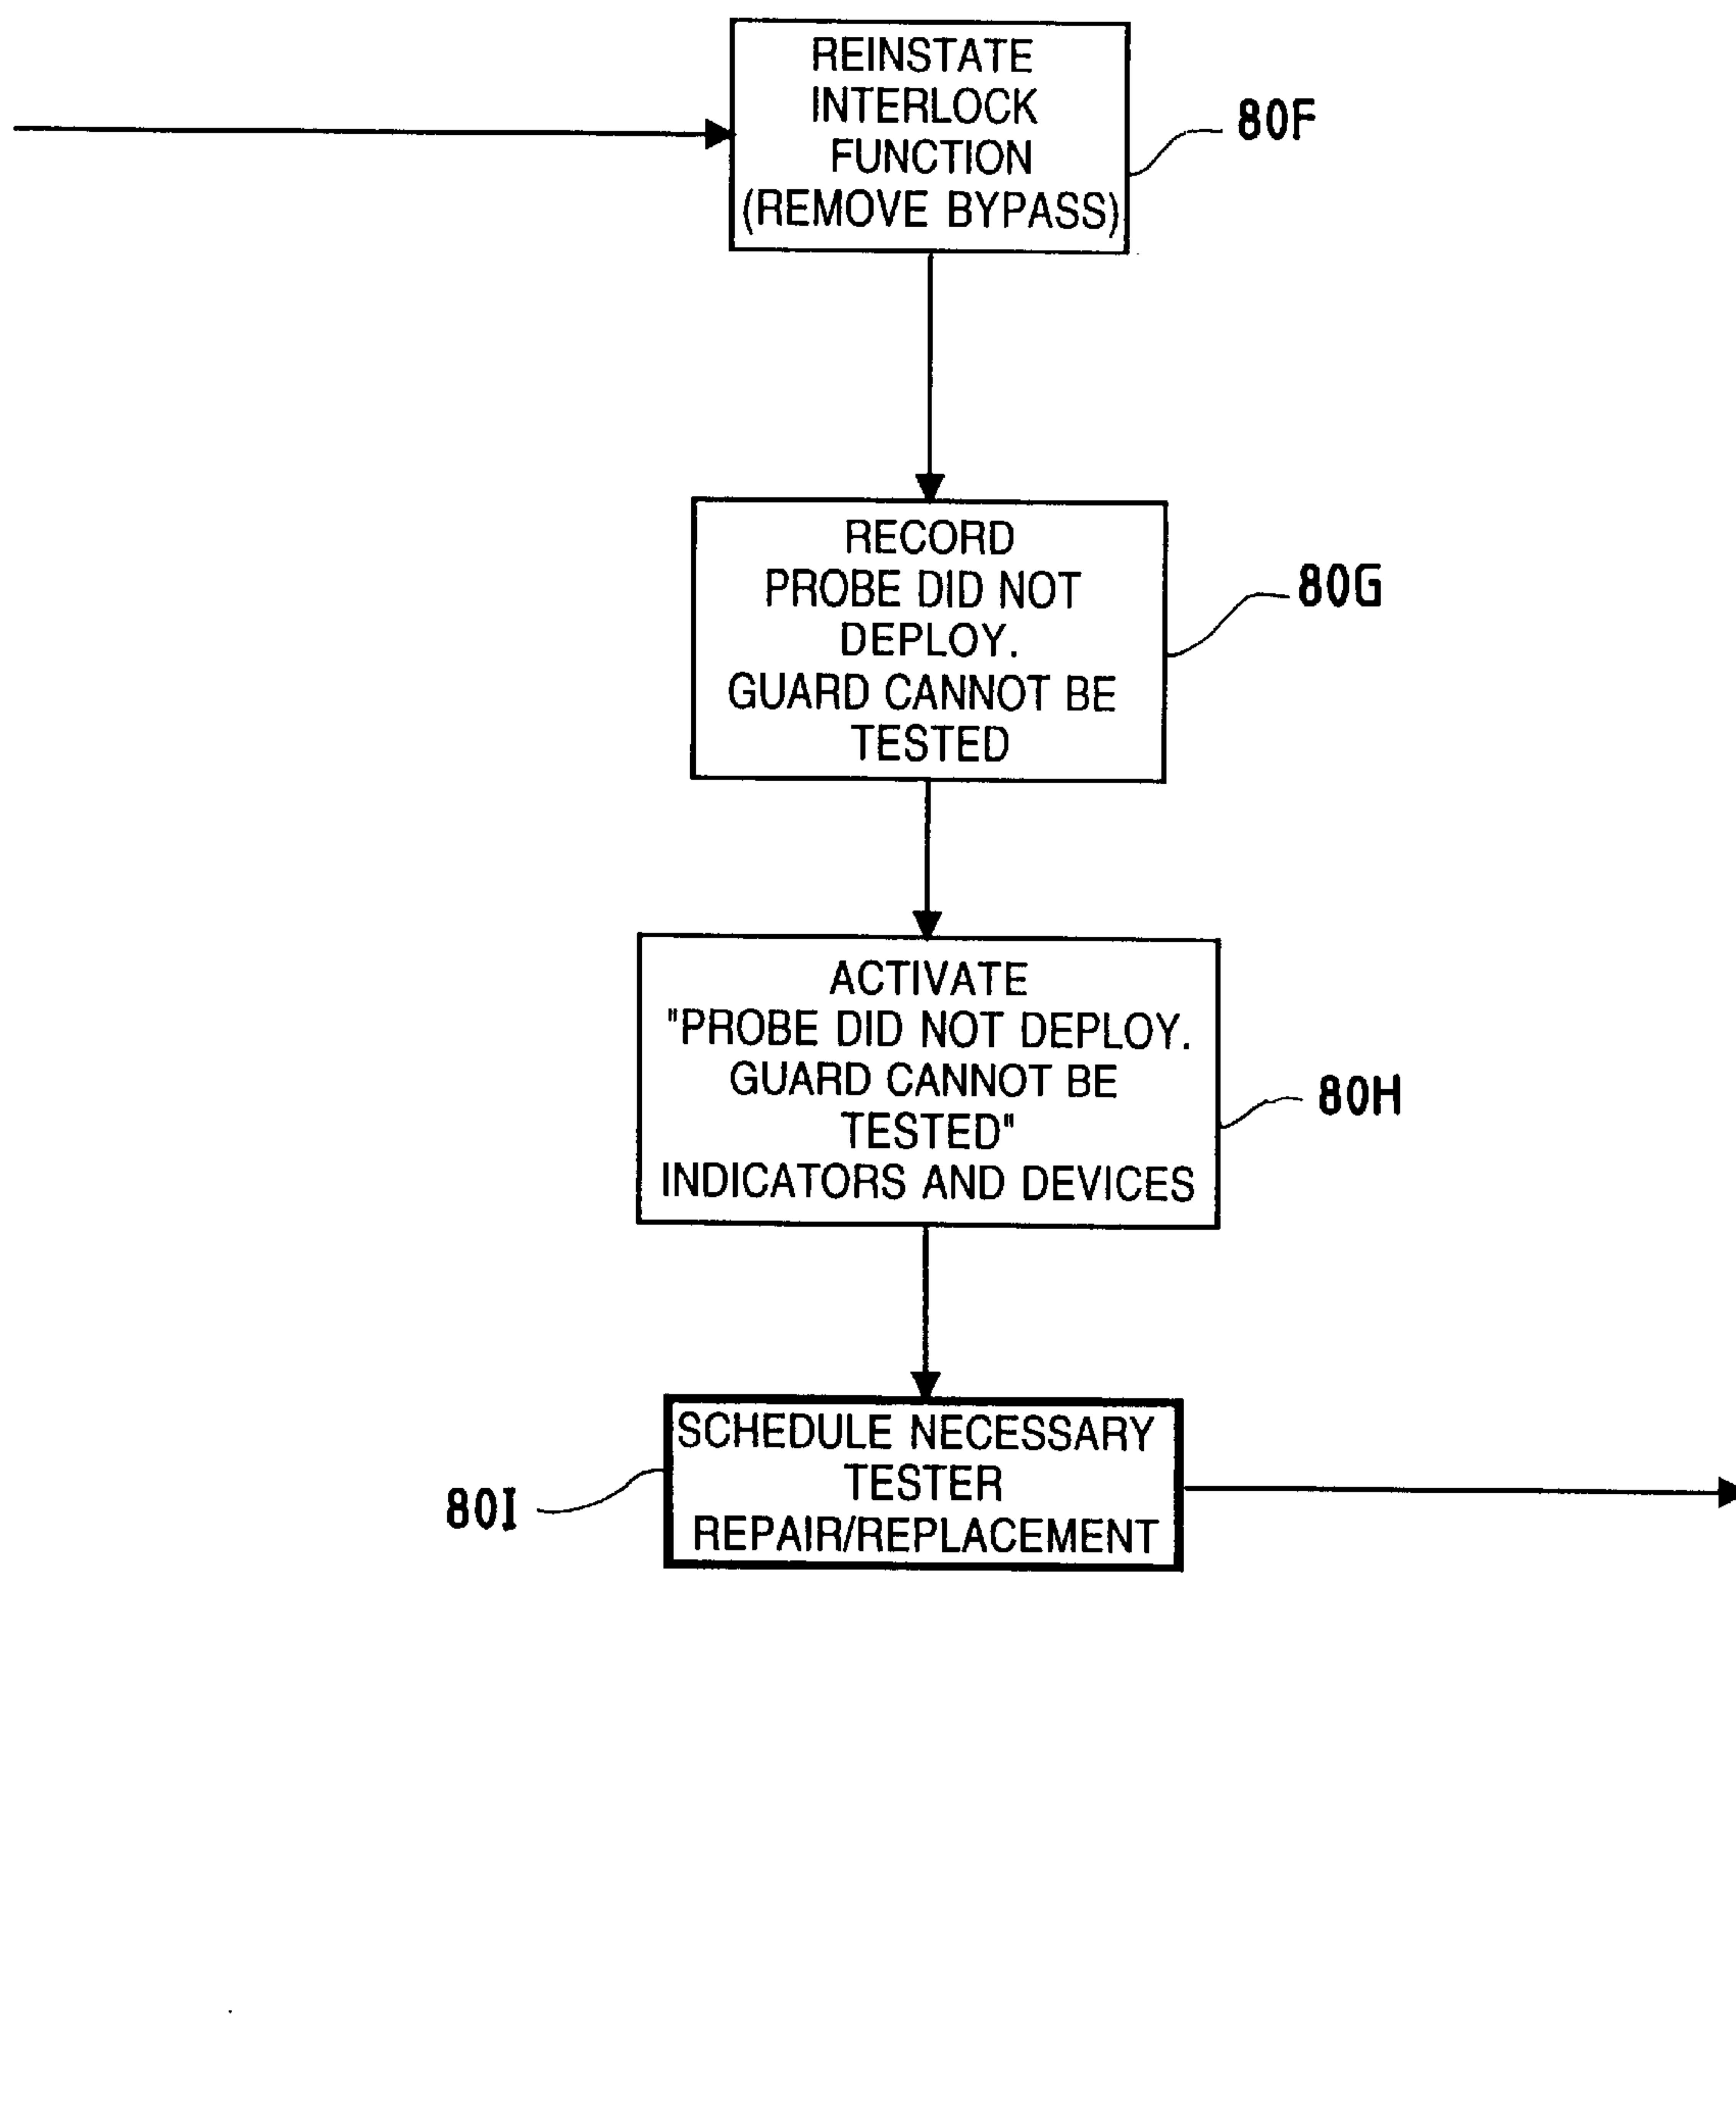 REINSTATE
INTERLOCK
FUNCTION
(REMOVE BYPASS)
80F
RECORD
PROBE DID NOT
DEPLOY.
GUARD CANNOT BE
TESTED
80G
ACTIVATE
"PROBE DID NOT DEPLOY.
GUARD CANNOT BE
TESTED"
INDICATORS AND DEVICES
80H
SCHEDULE NECESSARY
TESTER
REPAIR/REPLACEMENT
80I